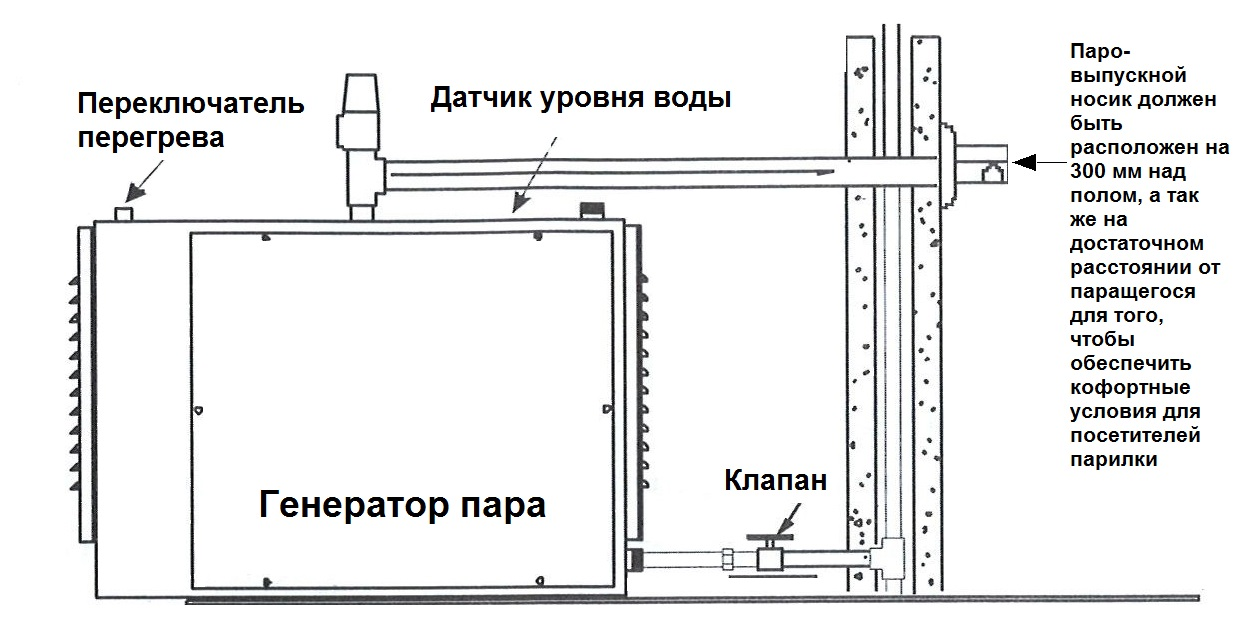 Переключатель
перегрева
Датчик уровня воды
Паро-
выпускной
носик должен
быть
расположен на
300 мм над
полом, а так
же на
достаточном
расстоянии от
паращегося
для того,
чтобы
обеспечить
кофортные
условия для
посетителей
парилки
Клапан
Генератор пара